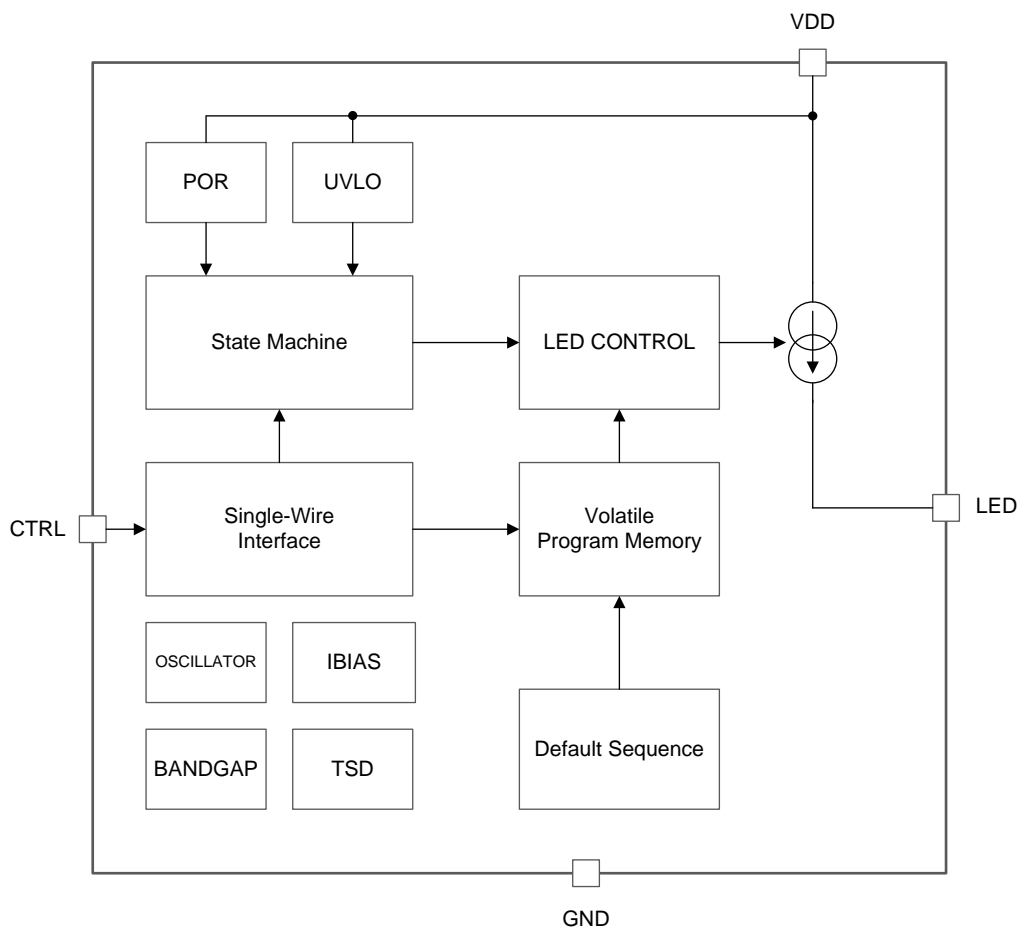 VDD
POR
UVLO
State Machine
LED CONTROL
CTRL
Single-Wire
Interface
Volatile
Program Memory
LED
OSCILLATOR
IBIAS
BANDGAP
TSD
Default Sequence
GND